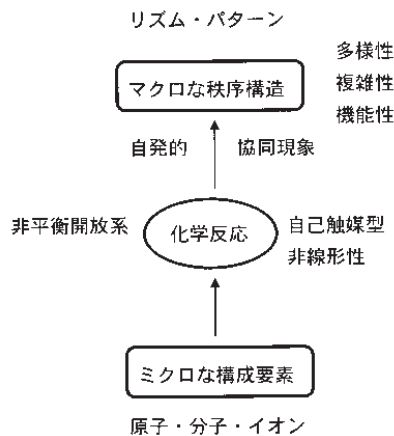 リズム・パターン
マクロな秩序構造
多様性
複雑性
機能性
自発的 協同現象
非平衡開放系
化学反応
自己触媒型
非線形性
ミクロな構成要素
原子・分子・イオン